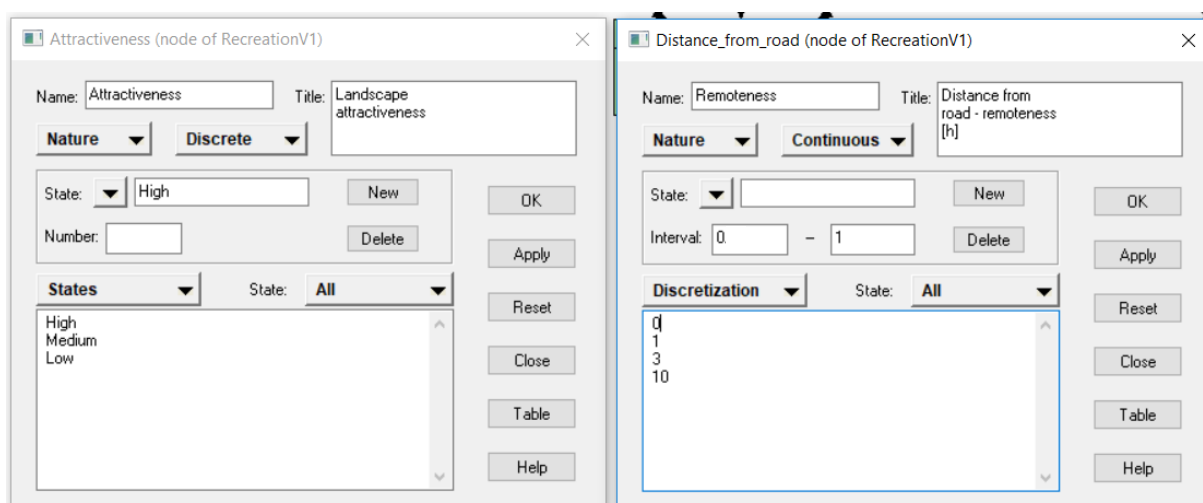 Attractiveness (node of RecreationV1)
Name: Attractiveness Title: Landscape
attractiveness
Nature Discrete
State: High New OK
Number: Delete Apply
States State: All Reset
High
Medium
Low
Close
Table
Help
Distance_from_road (node of RecreationV1)
Name: Remoteness Title: Distance from
road - remoteness
[h]
Nature Continuous
State: New OK
Interval: 0. – 1 Delete Apply
Discretization State: All Reset
0
1
3
10
Close
Table
Help